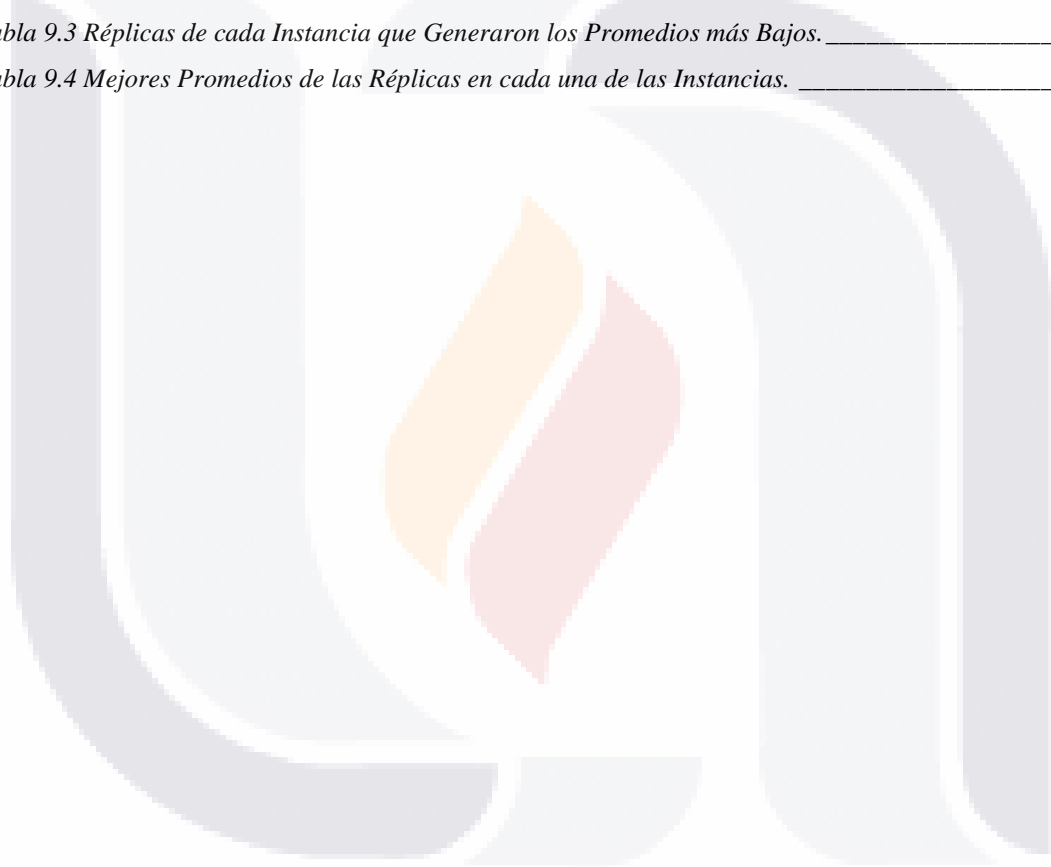 abla 9.3 Réplicas de cada Instancia que Generaron los Promedios más Bajos.
abla 9.4 Mejores Promedios de las Réplicas en cada una de las Instancias.